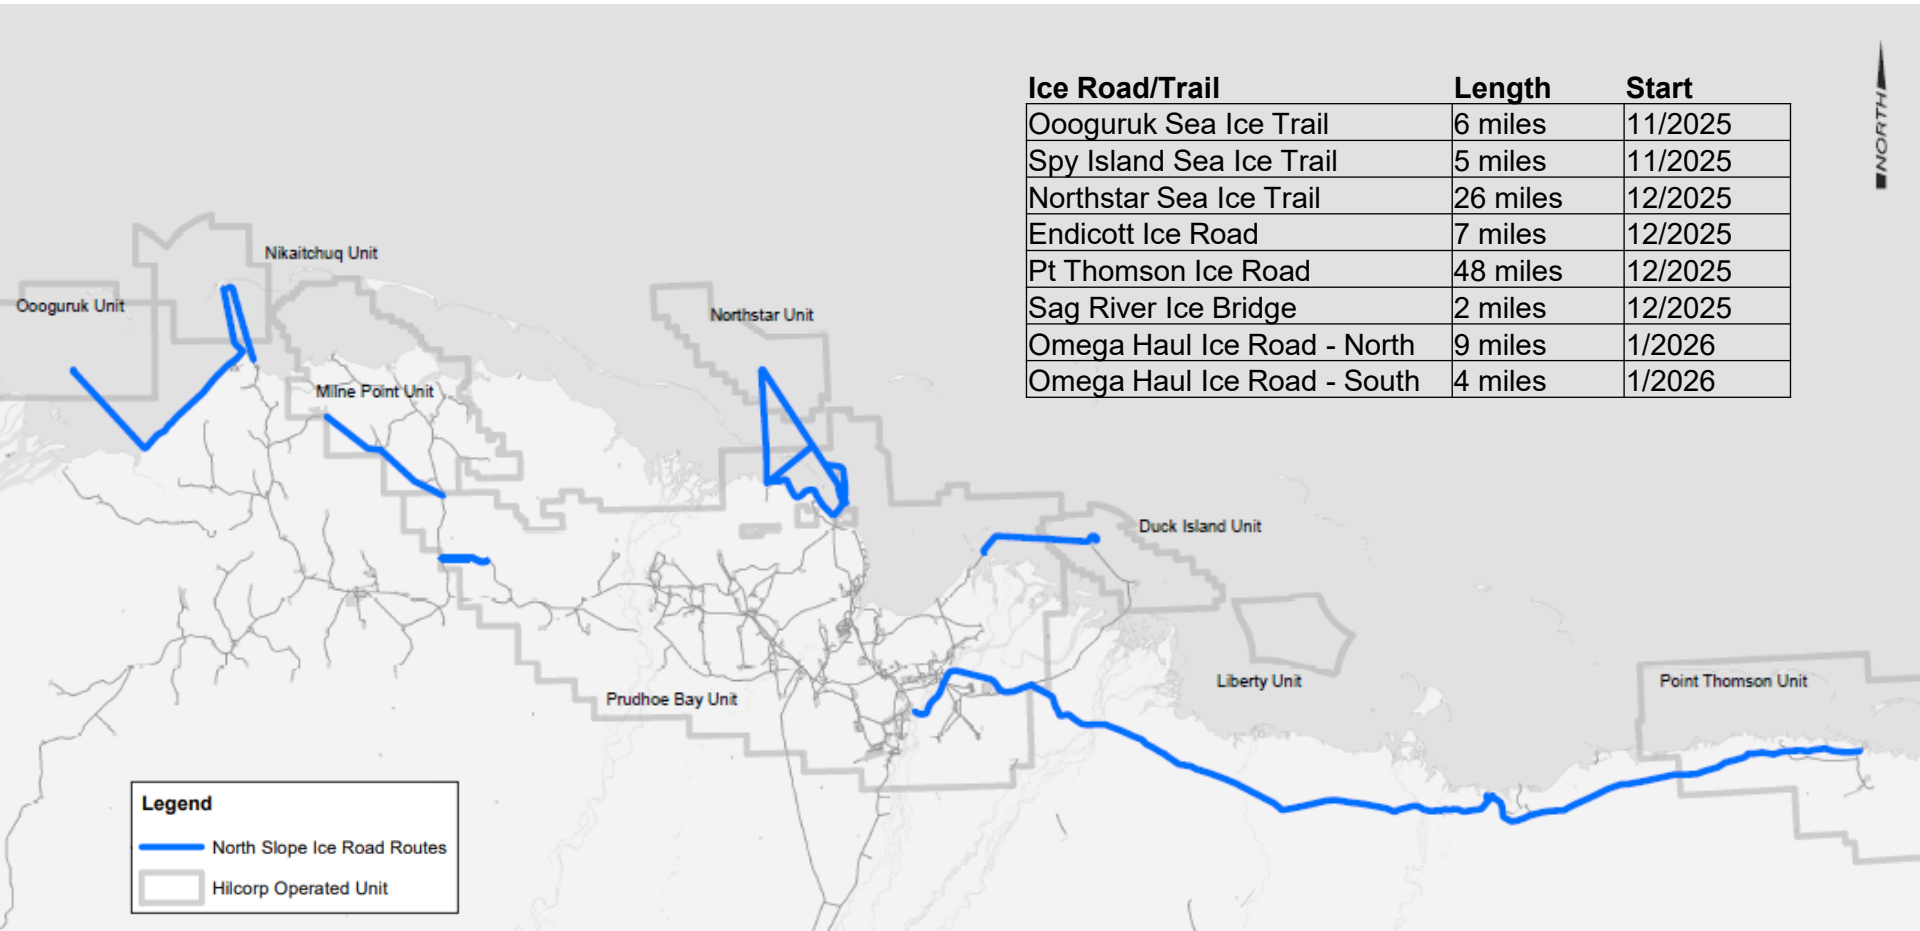 Ice Road/Trail Length Start
Oooguruk Sea Ice Trail 6 miles 11/2025
Spy Island Sea Ice Trail 5 miles 11/2025
Northstar Sea Ice Trail 26 miles 12/2025
Endicott Ice Road 7 miles 12/2025
Pt Thomson Ice Road 48 miles 12/2025
Sag River Ice Bridge 2 miles 12/2025
Omega Haul Ice Road - North 9 miles 1/2026
Omega Haul Ice Road - South 4 miles 1/2026
NORTH
Nikaitchuq Unit
Oooguruk Unit
Northstar Unit
Milne Point Unit
Duck Island Unit
Liberty Unit
Point Thomson Unit
Prudhoe Bay Unit
Legend
North Slope Ice Road Routes
Hilcorp Operated Unit